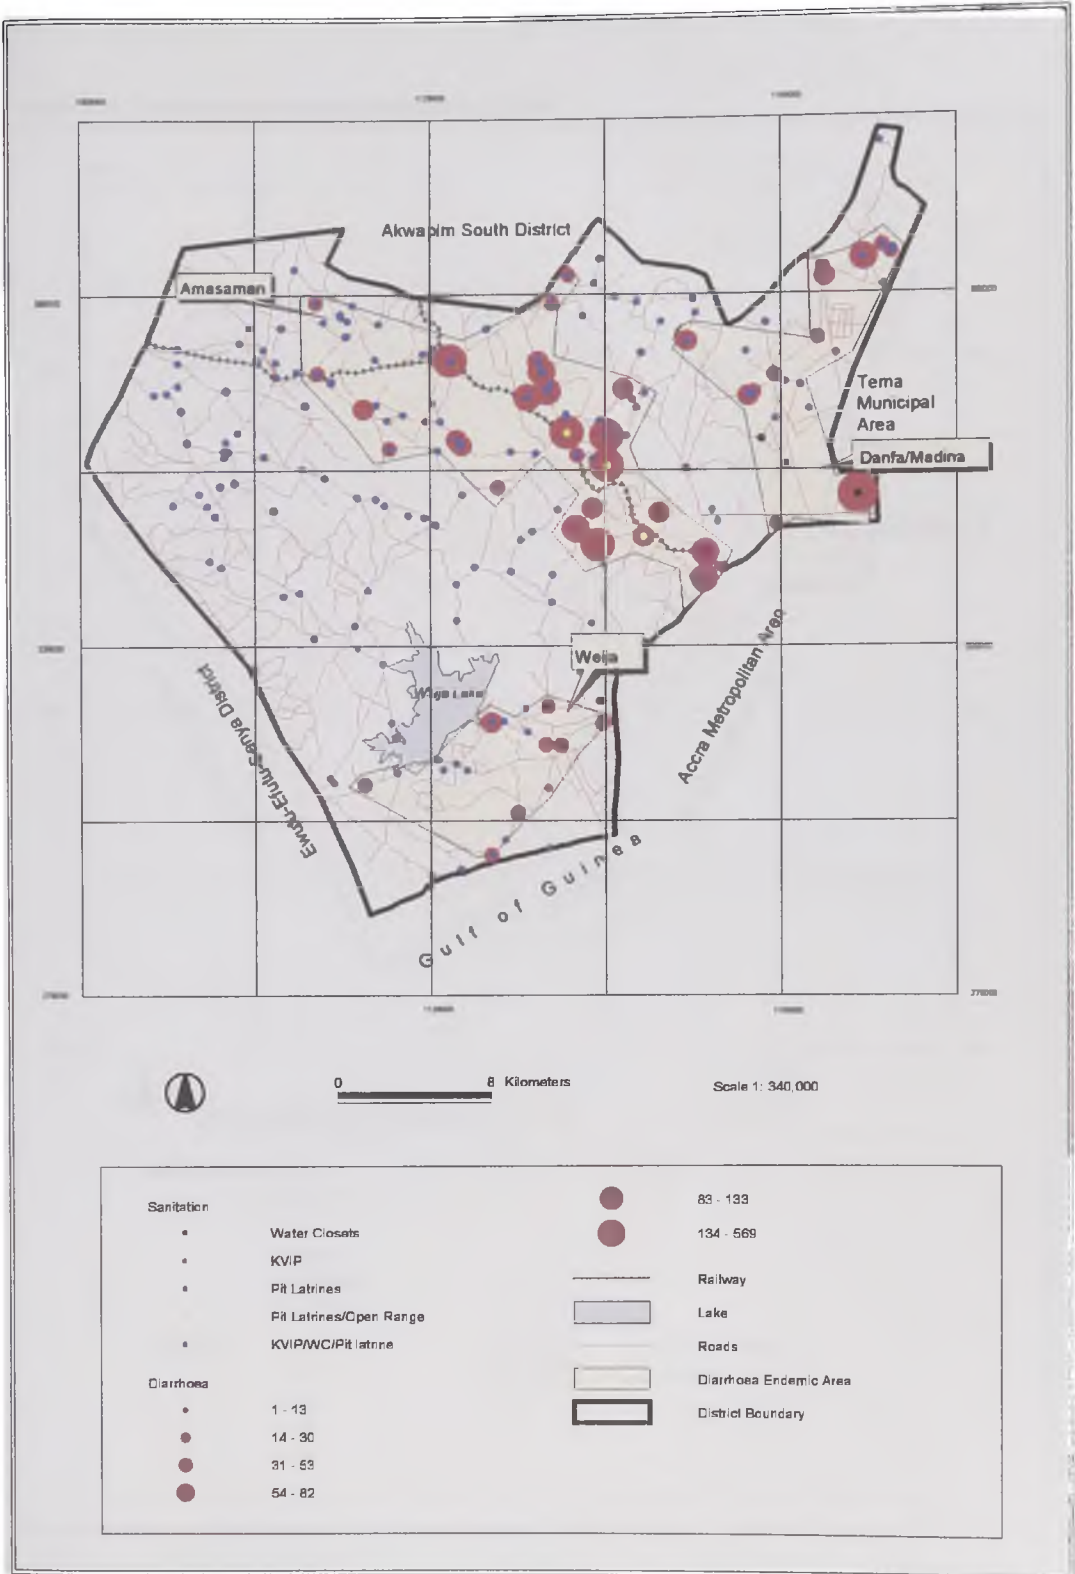 Akwapim South District
Amasaman
Tema
Municipal
Area
Danfa/Madina
Weija
Weija Lake
Accra Metropolitan Area
Ewutu-Efutu-Senya District
Gulf of Guinea
0 8 Kilometers
Scale 1: 340,000
Sanitation
Water Closets
KVIP
Pit Latrines
Pit Latrines/Open Range
KVIP/WC/Pit latrine
Diarrhoea
1 - 13
14 - 30
31 - 53
54 - 82
83 - 133
134 - 569
Railway
Lake
Roads
Diarrhoea Endemic Area
District Boundary